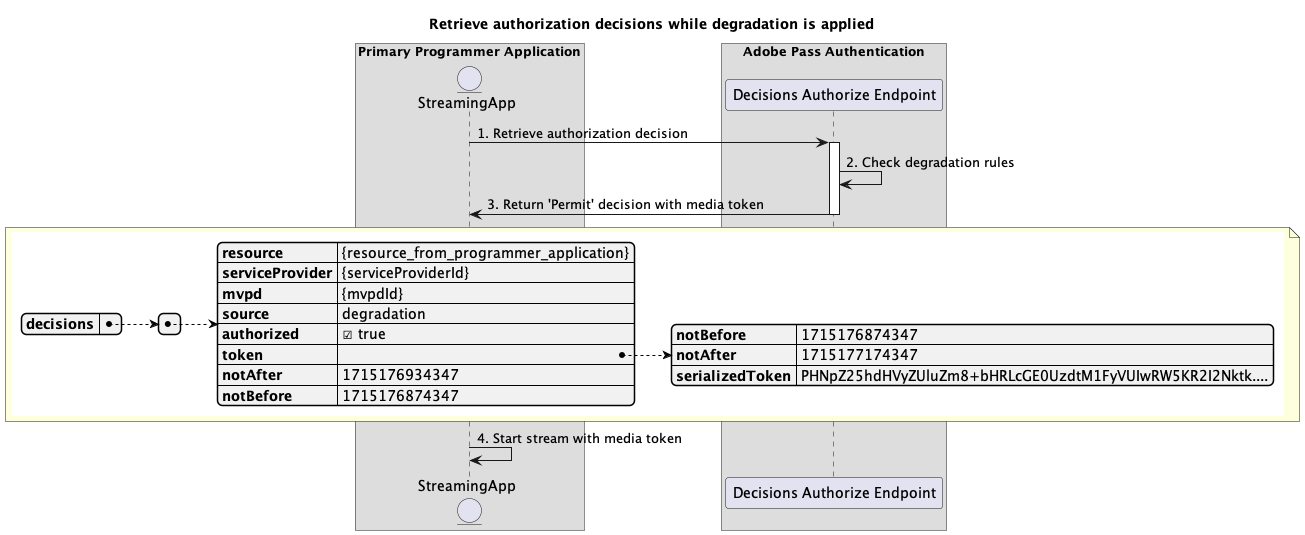 Retrieve authorization decisions while degradation is applied
Primary Programmer Application
Adobe Pass Authentication
StreamingApp
Decisions Authorize Endpoint
1. Retrieve authorization decision
2. Check degradation rules
3. Return 'Permit' decision with media token
decisions
resource {resource_from_programmer_application}
serviceProvider {serviceProviderId}
mvpd {mvpdId}
source degradation
authorized ☑ true
token
notAfter 1715176934347
notBefore 1715176874347
notBefore 1715176874347
notAfter 1715177174347
serializedToken PHNpZ25hdHVyZUluZm8+bHRLcGE0UzdtM1FyVUIwRW5KR2I2Nktk....
4. Start stream with media token
StreamingApp
Decisions Authorize Endpoint